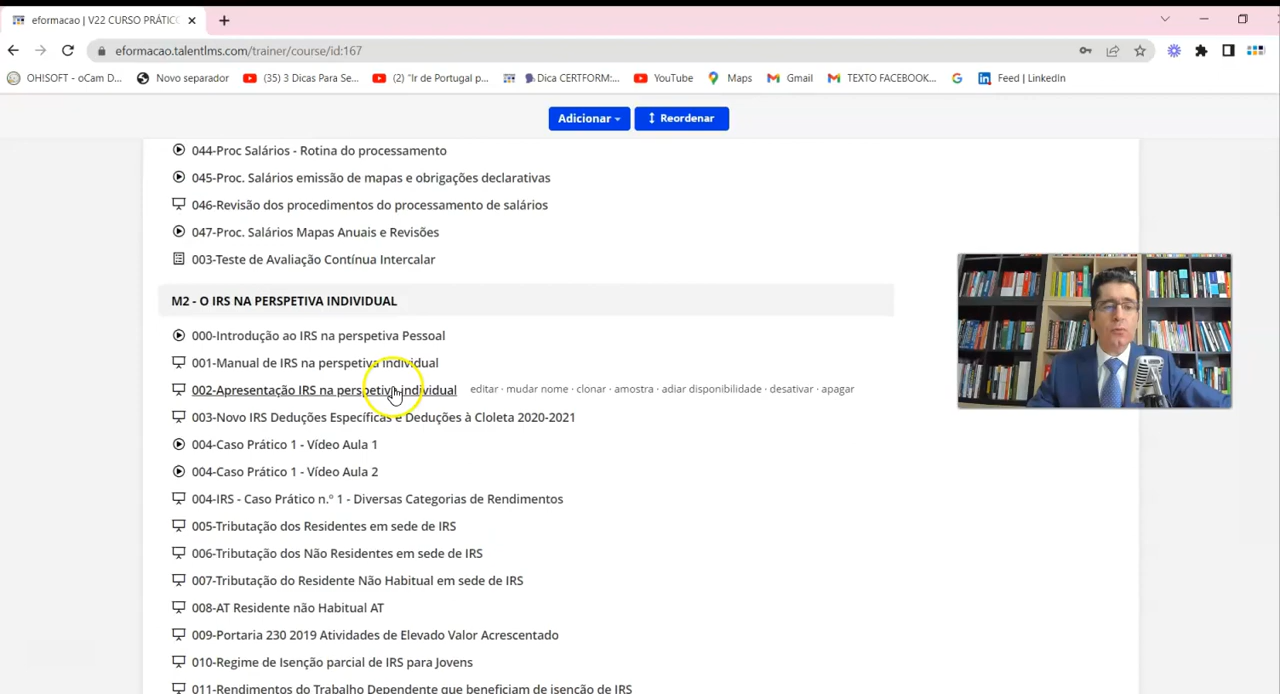 eformacao | V22 CURSO PRÁTICO
eformacao.talentlms.com/trainer/course/id:167
OH!SOFT - oCam D...
Novo separador
(35) 3 Dicas Para Se...
(2) "Ir de Portugal p...
Dica CERTFORM:...
YouTube
Maps
Gmail
TEXTO FACEBOOK...
Feed | LinkedIn
Adicionar
Reordenar
044-Proc Salários - Rotina do processamento
045-Proc. Salários emissão de mapas e obrigações declarativas
046-Revisão dos procedimentos do processamento de salários
047-Proc. Salários Mapas Anuais e Revisões
003-Teste de Avaliação Contínua Intercalar
M2 - O IRS NA PERSPETIVA INDIVIDUAL
000-Introdução ao IRS na perspetiva Pessoal
001-Manual de IRS na perspetiva individual
002-Apresentação IRS na perspetiva individual editar · mudar nome · clonar · amostra · adiar disponibilidade · desativar · apagar
003-Novo IRS Deduções Específicas e Deduções à Cloleta 2020-2021
004-Caso Prático 1 - Vídeo Aula 1
004-Caso Prático 1 - Vídeo Aula 2
004-IRS - Caso Prático n.º 1 - Diversas Categorias de Rendimentos
005-Tributação dos Residentes em sede de IRS
006-Tributação dos Não Residentes em sede de IRS
007-Tributação do Residente Não Habitual em sede de IRS
008-AT Residente não Habitual AT
009-Portaria 230 2019 Atividades de Elevado Valor Acrescentado
010-Regime de Isenção parcial de IRS para Jovens
011-Rendimentos do Trabalho Dependente que beneficiam de isenção de IRS